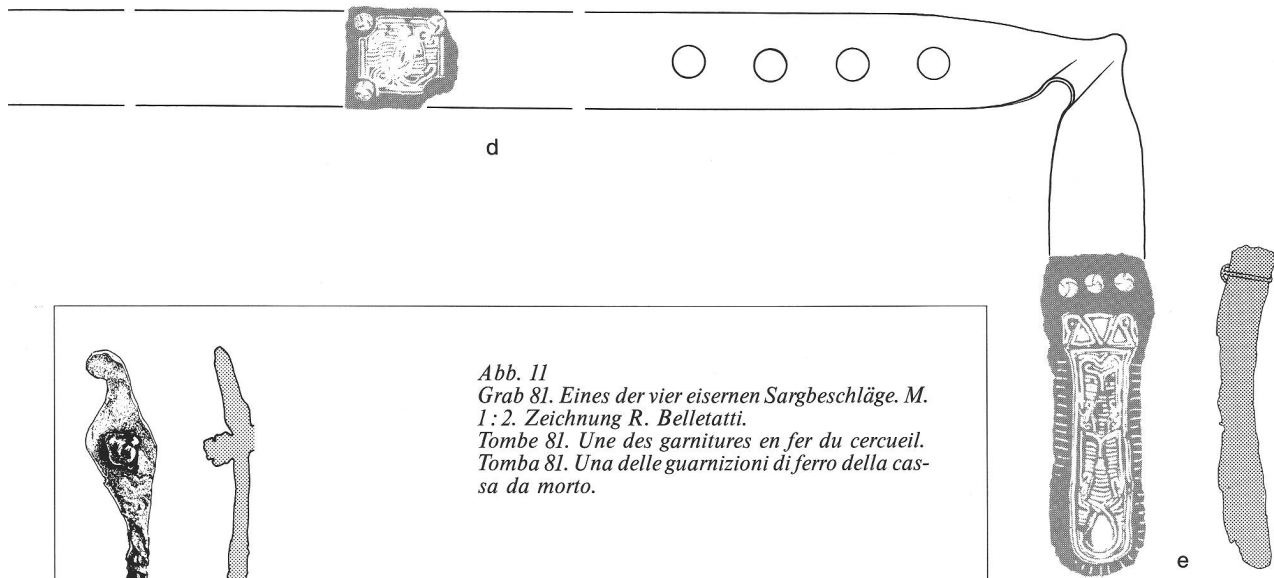 d
Abb. 11
Grab 81. Eines der vier eisernen Sargbeschläge. M.
1:2. Zeichnung R. Belletatti.
Tombe 81. Une des garnitures en fer du cercueil.
Tomba 81. Una delle guarnizioni di ferro della cas-
sa da morto.
e